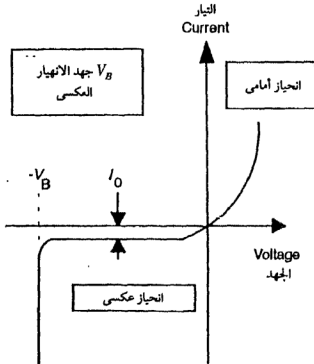 التيار
Current
V_B جهد الانهيار
العكسى
انحياز أمامى
-V_B
I_0
Voltage
الجهد
انحياز عكسى